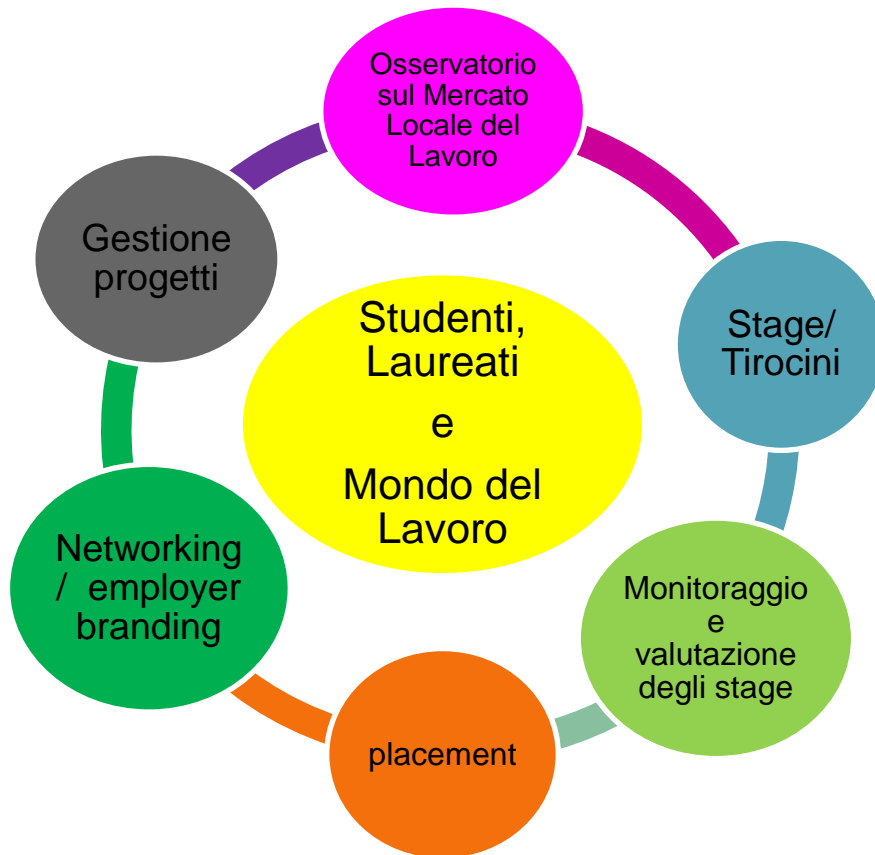 Osservatorio
sul Mercato
Locale del
Lavoro
Gestione
progetti
Stage/
Tirocini
Studenti,
Laureati
e
Mondo del
Lavoro
Networking
/ employer
branding
Monitoraggio
e
valutazione
degli stage
placement